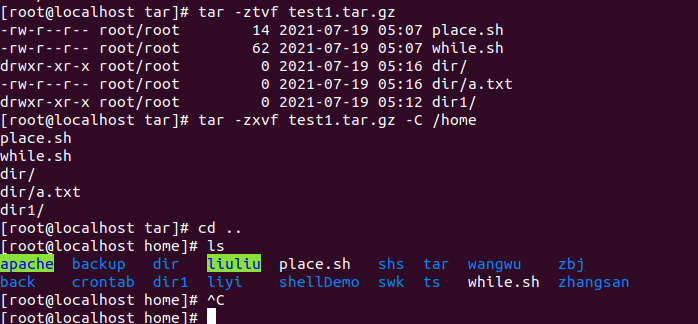 [root@localhost tar]# tar -ztvf test1.tar.gz
-rw-r--r-- root/root        14 2021-07-19 05:07 place.sh
-rw-r--r-- root/root        62 2021-07-19 05:07 while.sh
drwxr-xr-x root/root         0 2021-07-19 05:16 dir/
-rw-r--r-- root/root         0 2021-07-19 05:16 dir/a.txt
drwxr-xr-x root/root         0 2021-07-19 05:12 dir1/
[root@localhost tar]# tar -zxvf test1.tar.gz -C /home
place.sh
while.sh
dir/
dir/a.txt
dir1/
[root@localhost tar]# cd ..
[root@localhost home]# ls
apache  backup   dir   liuliu  place.sh   shs  tar  wangwu    zbj
back    crontab  dir1  liyi    shellDemo  swk  ts   while.sh  zhangsan
[root@localhost home]# ^C
[root@localhost home]#